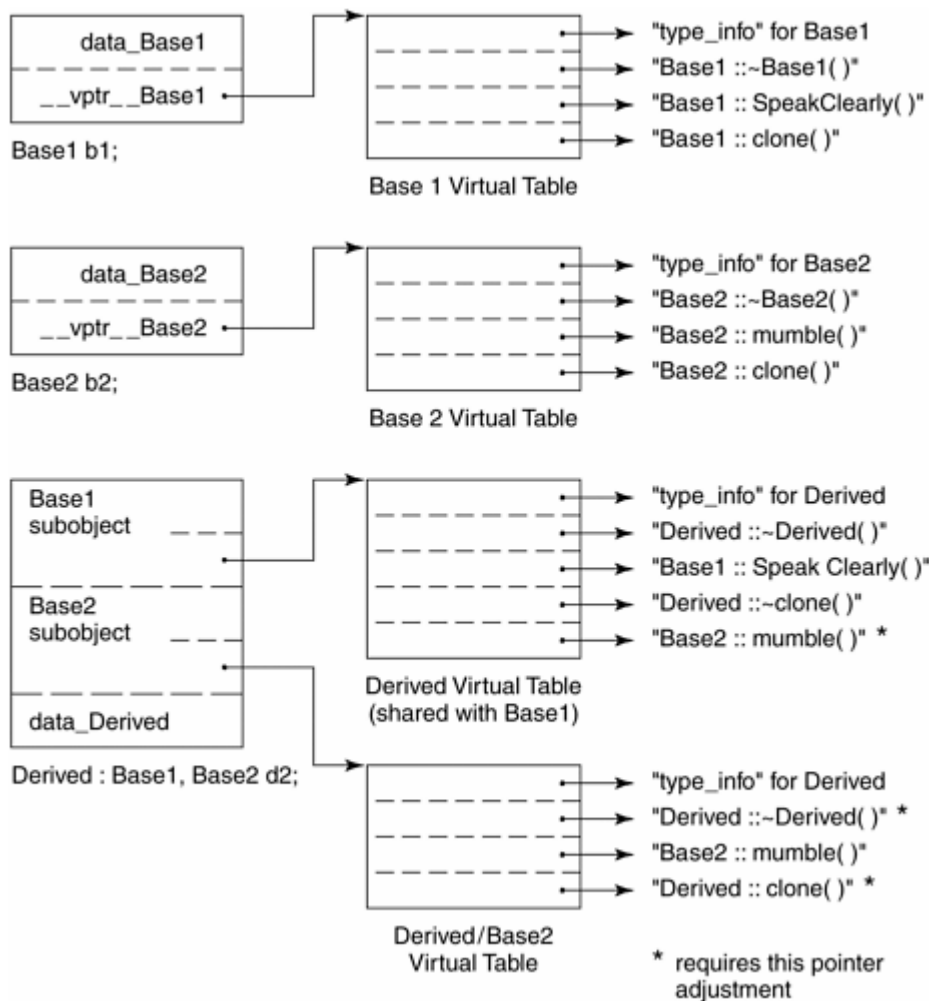 data_Base1
__vptr__Base1
Base1 b1;
"type_info" for Base1
"Base1 ::~Base1( )"
"Base1 :: SpeakClearly( )"
"Base1 :: clone( )"
Base 1 Virtual Table
data_Base2
__vptr__Base2
Base2 b2;
"type_info" for Base2
"Base2 ::~Base2( )"
"Base2 :: mumble( )"
"Base2 :: clone( )"
Base 2 Virtual Table
Base1
subobject
Base2
subobject
data_Derived
Derived : Base1, Base2 d2;
"type_info" for Derived
"Derived ::~Derived( )"
"Base1 :: Speak Clearly( )"
"Derived ::~clone( )"
"Base2 :: mumble( )" *
Derived Virtual Table
(shared with Base1)
"type_info" for Derived
"Derived ::~Derived( )" *
"Base2 :: mumble( )"
"Derived :: clone( )" *
Derived/Base2
Virtual Table
* requires this pointer
adjustment